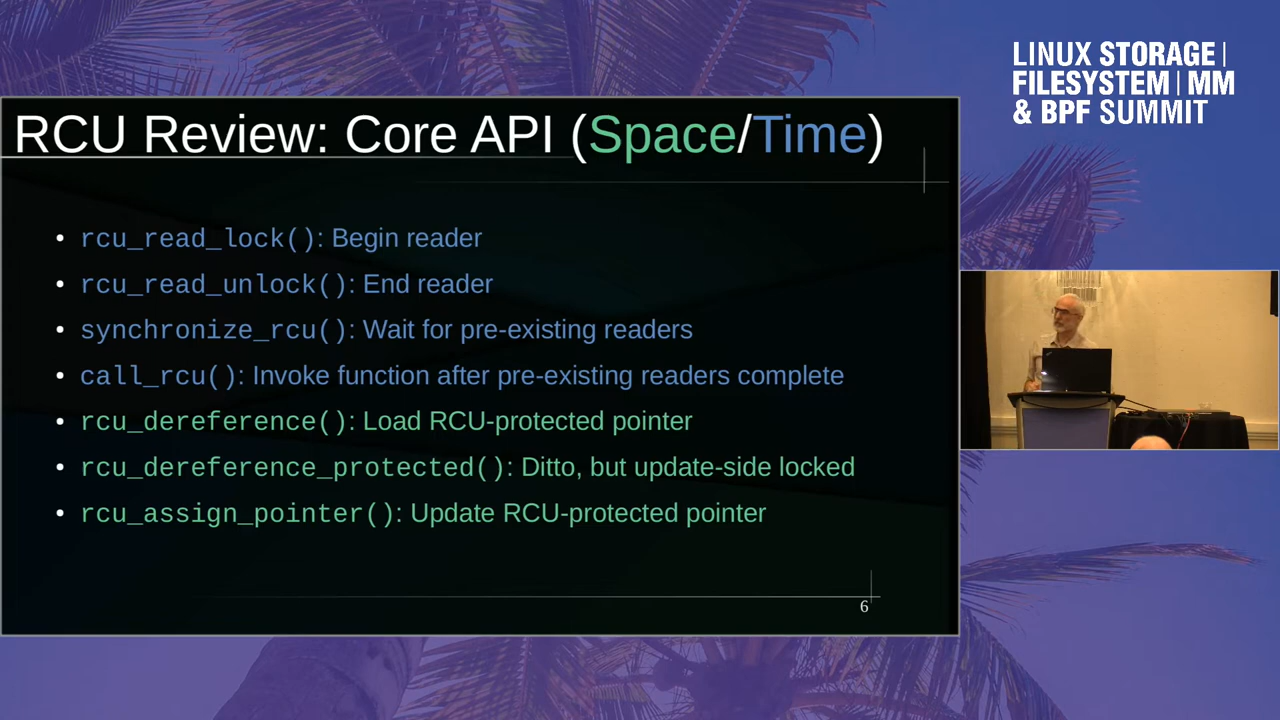 LINUX STORAGE |
FILESYSTEM | MM
& BPF SUMMIT
RCU Review: Core API (Space/Time)
• rcu_read_lock(): Begin reader
• rcu_read_unlock(): End reader
• synchronize_rcu(): Wait for pre-existing readers
• call_rcu(): Invoke function after pre-existing readers complete
• rcu_dereference(): Load RCU-protected pointer
• rcu_dereference_protected(): Ditto, but update-side locked
• rcu_assign_pointer(): Update RCU-protected pointer
6